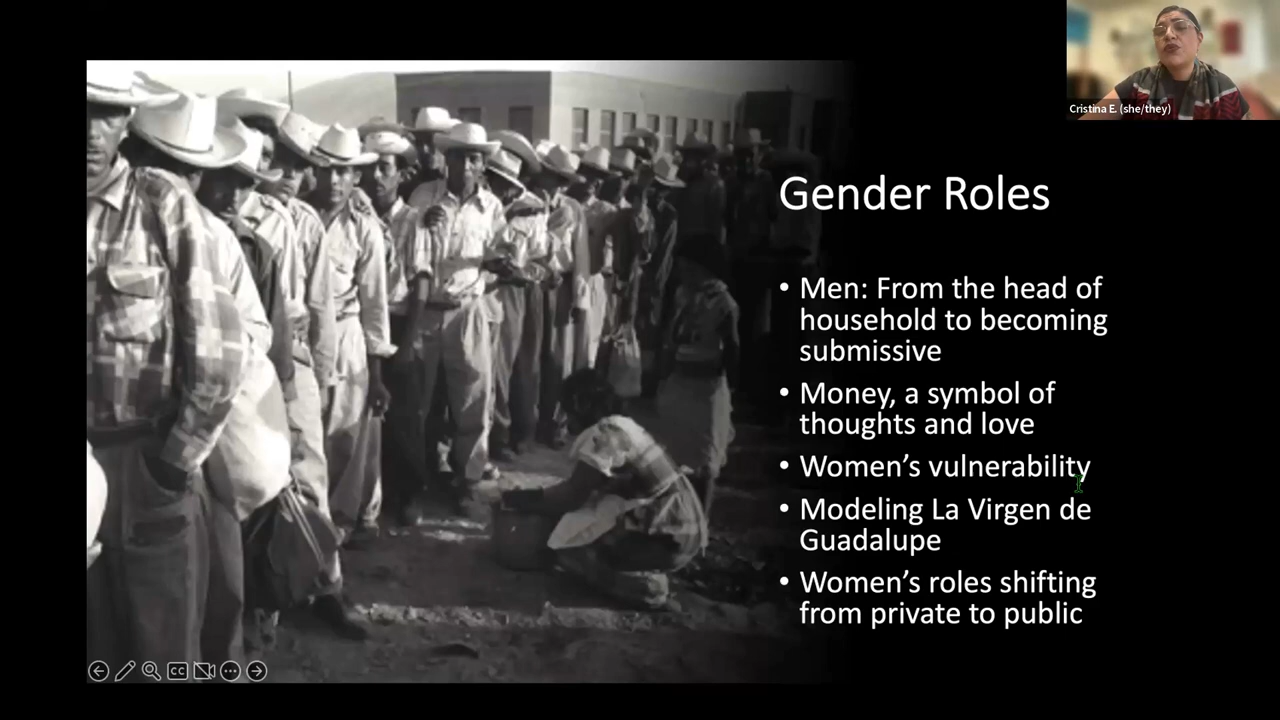 Cristina E. (she/they)
Gender Roles
• Men: From the head of
household to becoming
submissive
• Money, a symbol of
thoughts and love
• Women’s vulnerability
• Modeling La Virgen de
Guadalupe
• Women’s roles shifting
from private to public
CC